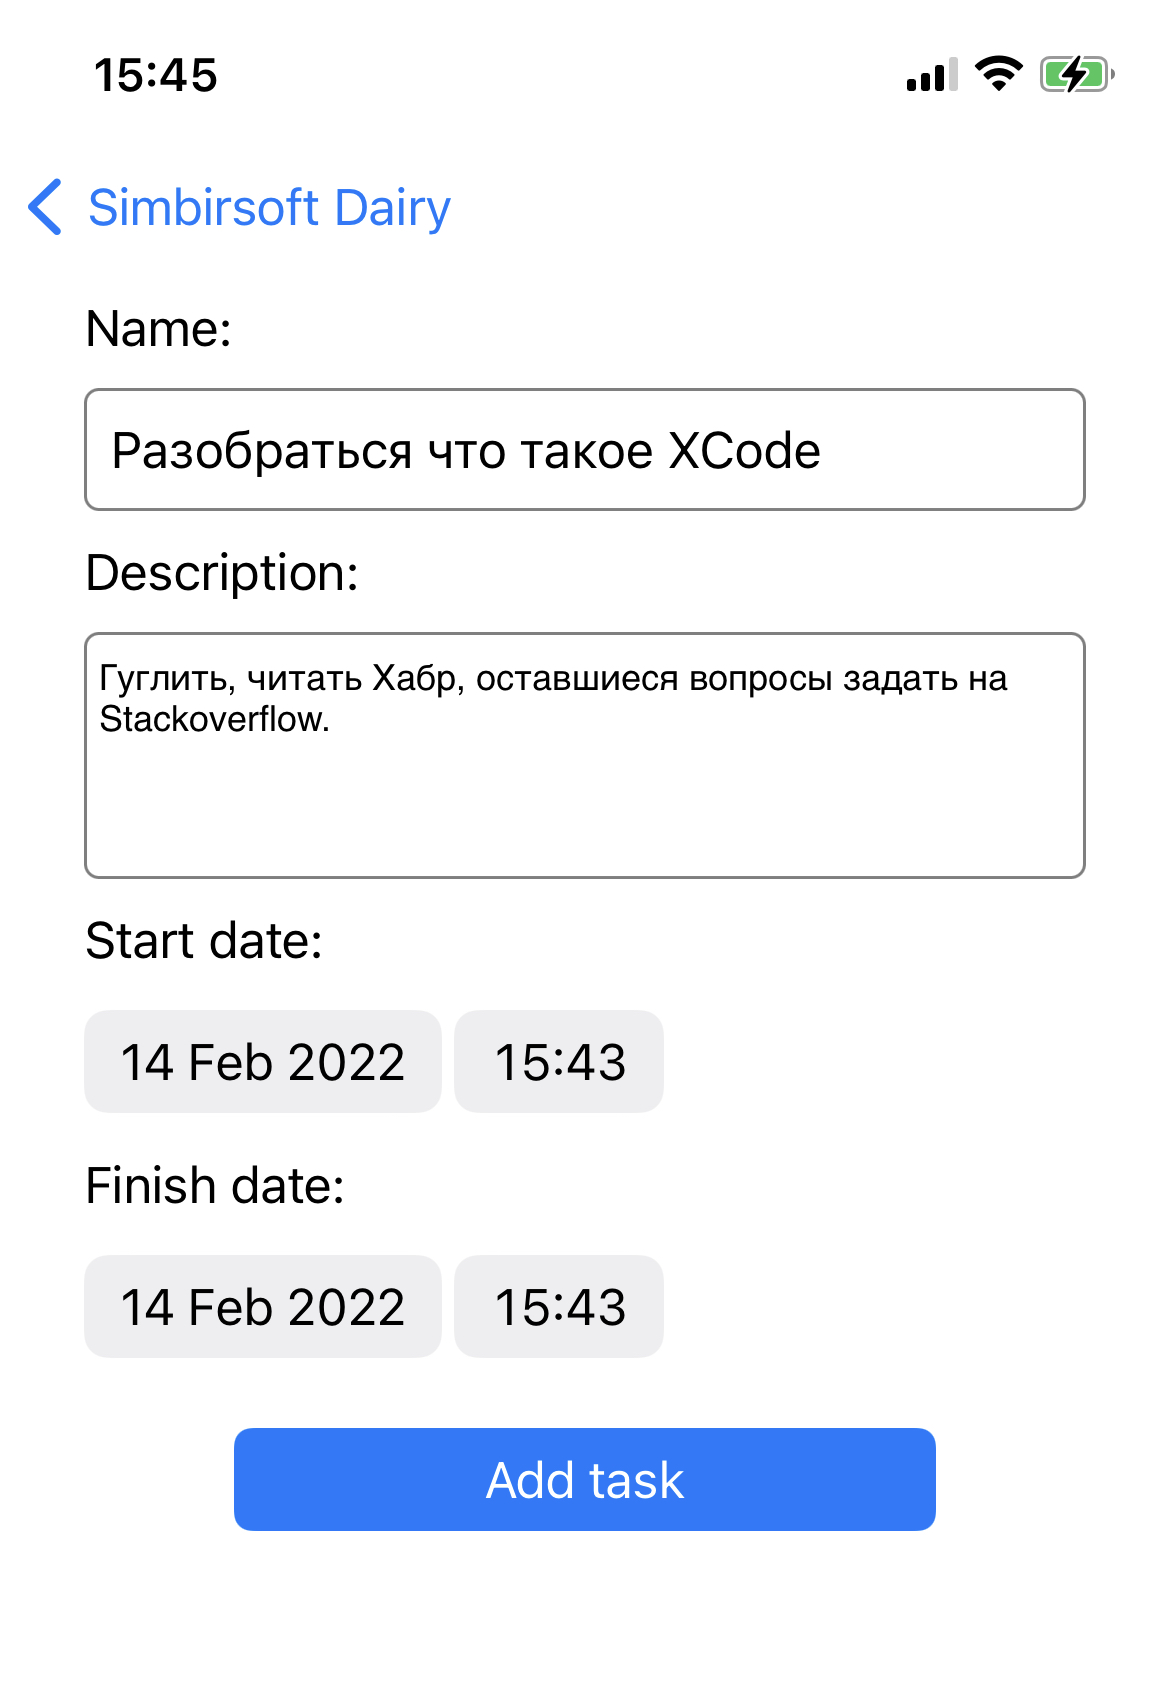 15:45
Simbirsoft Dairy
Name:
Разобраться что такое XCode
Description:
Гуглить, читать Хабр, оставшиеся вопросы задать на
Stackoverflow.
Start date:
14 Feb 2022 15:43
Finish date:
14 Feb 2022 15:43
Add task